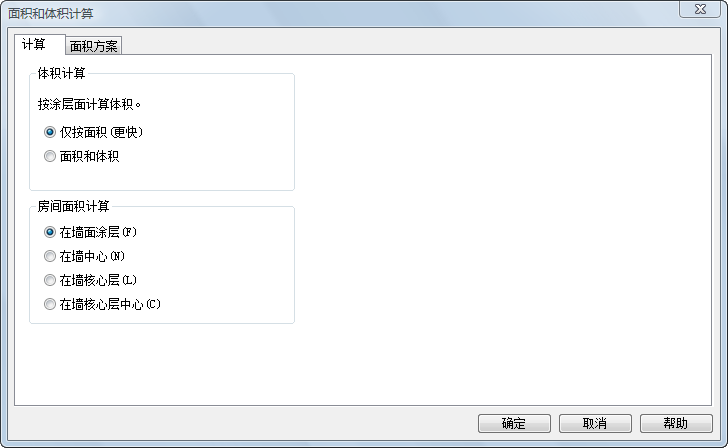 面积和体积计算
计算
面积方案
体积计算
按涂层面计算体积。
仅按面积(更快)
面积和体积
房间面积计算
在墙面涂层(F)
在墙中心(N)
在墙核心层(L)
在墙核心层中心(C)
确定
取消
帮助